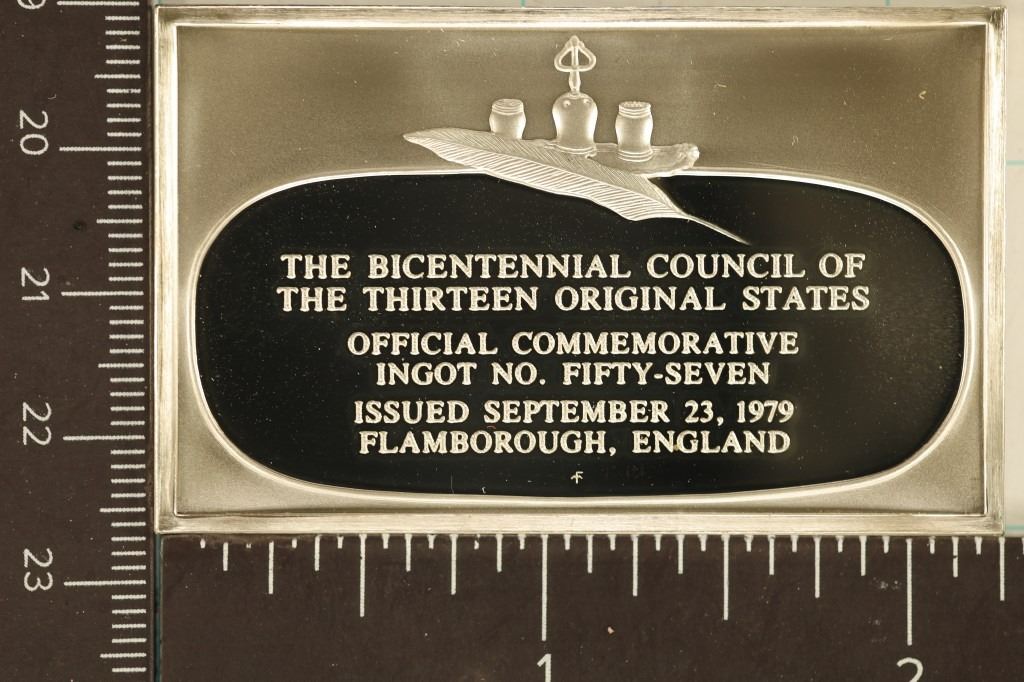 THE BICENTENNIAL COUNCIL OF
THE THIRTEEN ORIGINAL STATES
OFFICIAL COMMEMORATIVE
INGOT NO. FIFTY-SEVEN
ISSUED SEPTEMBER 23, 1979
FLAMBOROUGH, ENGLAND
20
21
22
23
1
2